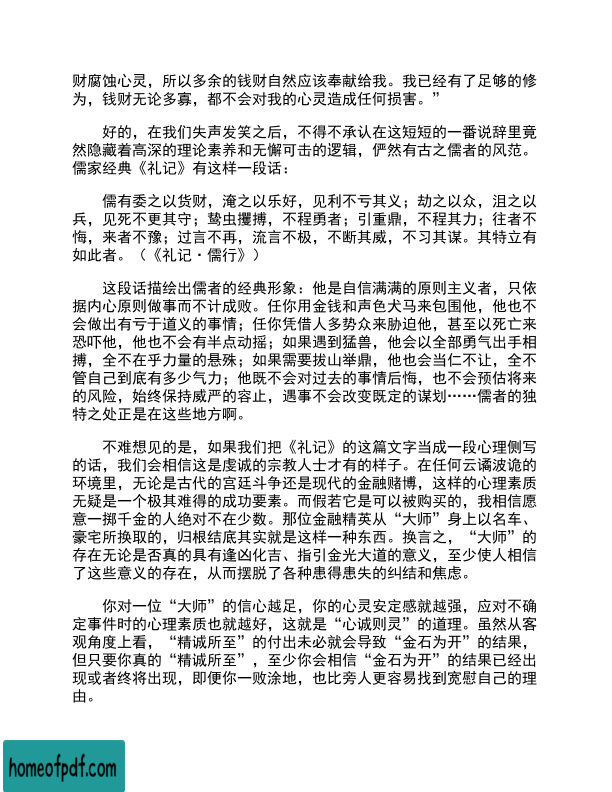 财腐蚀心灵，所以多余的钱财自然应该奉献给我。我已经有了足够的修
为，钱财无论多寡，都不会对我的心灵造成任何损害。”
好的，在我们失声发笑之后，不得不承认在这短短的一番说辞里竟
然隐藏着高深的理论素养和无懈可击的逻辑，俨然有古之儒者的风范。
儒家经典《礼记》有这样一段话：
儒有委之以货财，淹之以乐好，见利不亏其义；劫之以众，沮之以
兵，见死不更其守；鸷虫攫搏，不程勇者；引重鼎，不程其力；往者不
悔，来者不豫；过言不再，流言不极，不断其威，不习其谋。其特立有
如此者。（《礼记·儒行》）
这段话描绘出儒者的经典形象：他是自信满满的原则主义者，只依
据内心原则做事而不计成败。任你用金钱和声色犬马来包围他，他也不
会做出有亏于道义的事情；任你凭借人多势众来胁迫他，甚至以死亡来
恐吓他，他也不会有半点动摇；如果遇到猛兽，他会以全部勇气出手相
搏，全不在乎力量的悬殊；如果需要拔山举鼎，他也会当仁不让，全不
管自己到底有多少气力；他既不会对过去的事情后悔，也不会预估将来
的风险，始终保持威严的容止，遇事不会改变既定的谋划……儒者的独
特之处正是在这些地方啊。
不难想见的是，如果我们把《礼记》的这篇文字当成一段心理侧写
的话，我们会相信这是虔诚的宗教人士才有的样子。在任何云谲波诡的
环境里，无论是古代的宫廷斗争还是现代的金融赌博，这样的心理素质
无疑是一个极其难得的成功要素。而假若它是可以被购买的，我相信愿
意一掷千金的人绝对不在少数。那位金融精英从“大师”身上以名车、
豪宅所换取的，归根结底其实就是这样一种东西。换言之，“大师”的
存在无论是否真的具有逢凶化吉、指引金光大道的意义，至少使人相信
了这些意义的存在，从而摆脱了各种患得患失的纠结和焦虑。
你对一位“大师”的信心越足，你的心灵安定感就越强，应对不确
定事件时的心理素质也就越好，这就是“心诚则灵”的道理。虽然从客
观角度上看，“精诚所至”的付出未必就会导致“金石为开”的结果，
但只要你真的“精诚所至”，至少你会相信“金石为开”的结果已经出
现或者终将出现，即便你一败涂地，也比旁人更容易找到宽慰自己的理
由。
homeofpdf.com